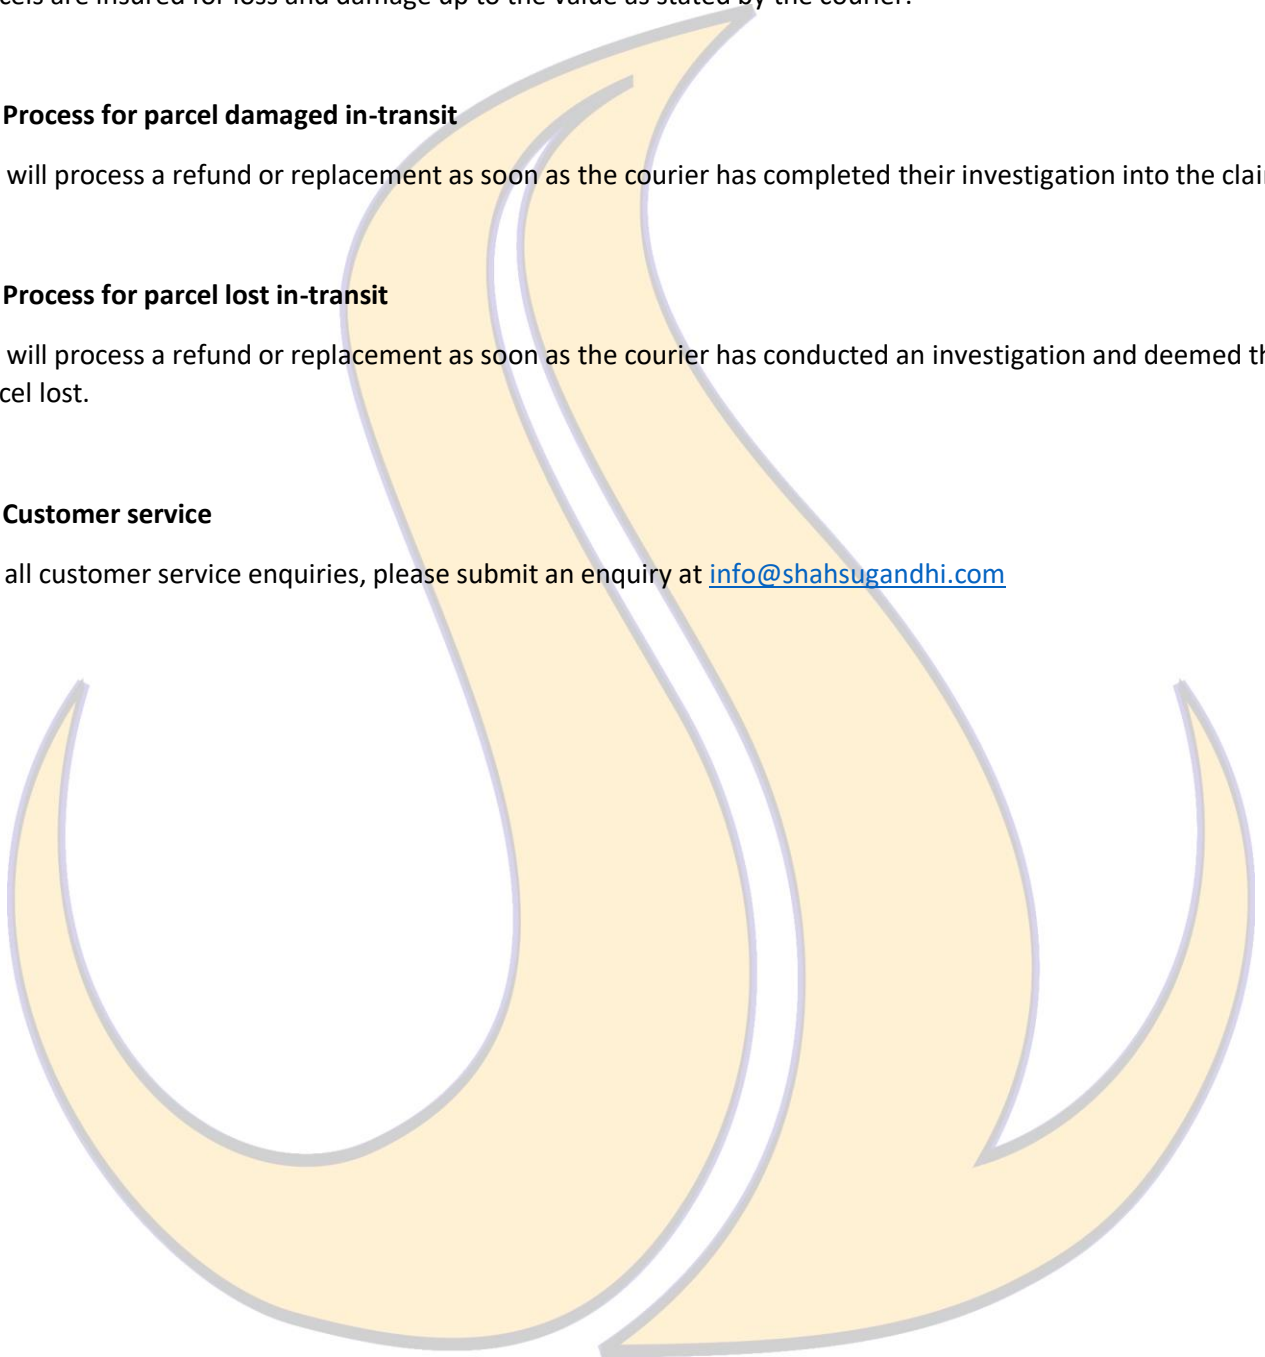 cels are insured for loss and damage up to the value as stated by the courier.
Process for parcel damaged in-transit
will process a refund or replacement as soon as the courier has completed their investigation into the clai
Process for parcel lost in-transit
will process a refund or replacement as soon as the courier has conducted an investigation and deemed th
cel lost.
Customer service
all customer service enquiries, please submit an enquiry at info@shahsugandhi.com